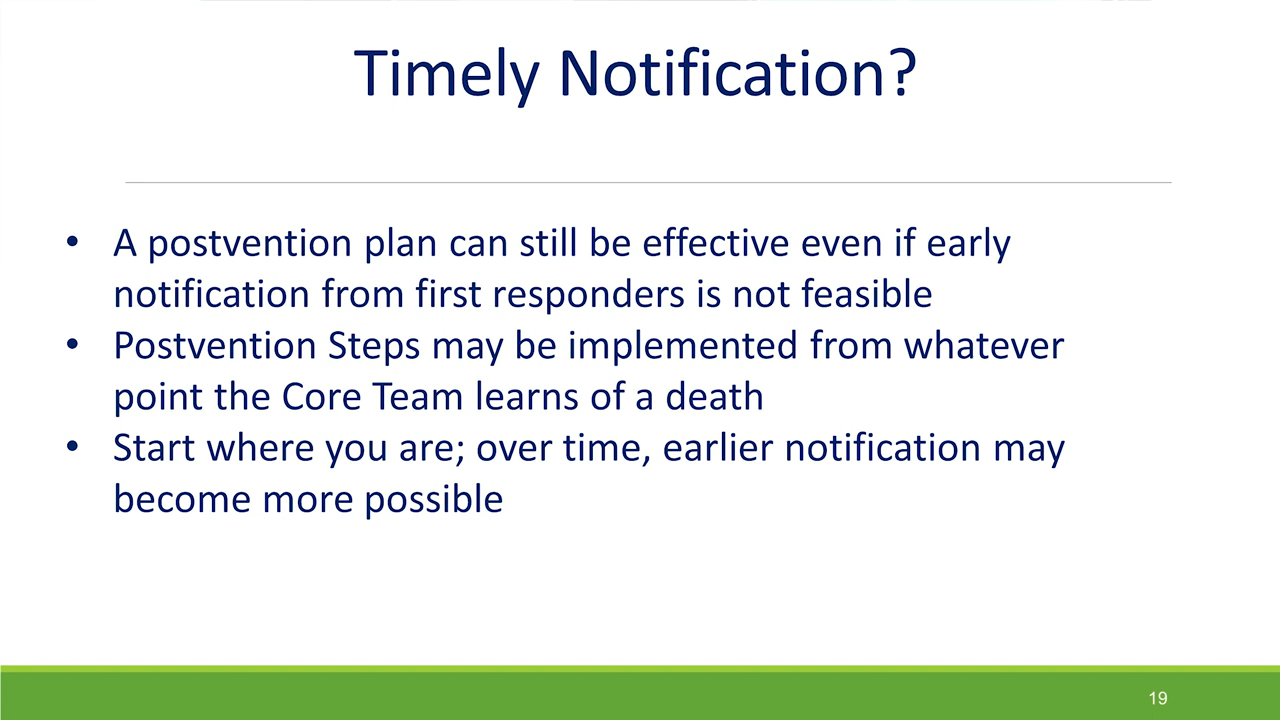 Timely Notification?
• A postvention plan can still be effective even if early
notification from first responders is not feasible
• Postvention Steps may be implemented from whatever
point the Core Team learns of a death
• Start where you are; over time, earlier notification may
become more possible
19